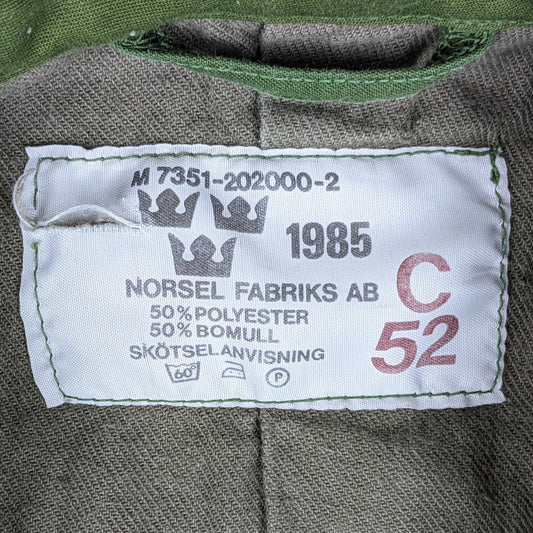 M 7351-202000-2
1985
NORSEL FABRIKS AB
50% POLYESTER
50% BOMULL
SKÖTSELANVISNING
60° P
C
52